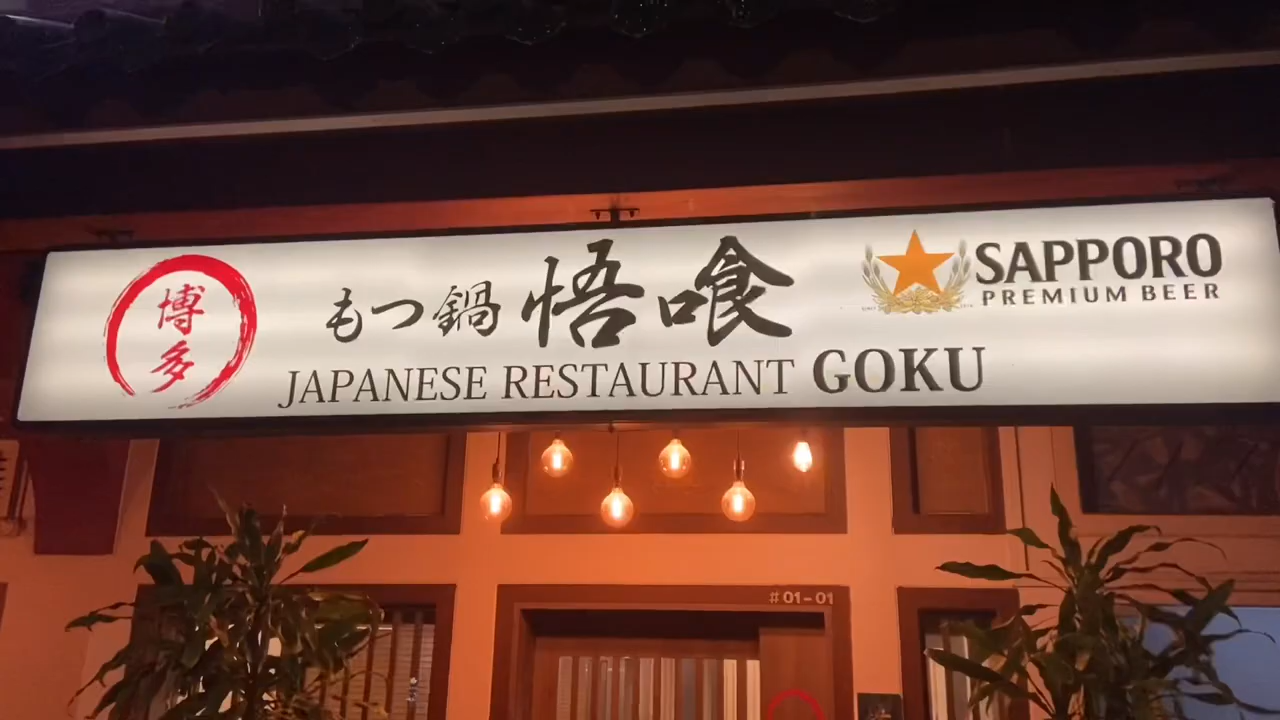 博多
もつ鍋 悟喰
JAPANESE RESTAURANT GOKU
SAPPORO
PREMIUM BEER
#01-01